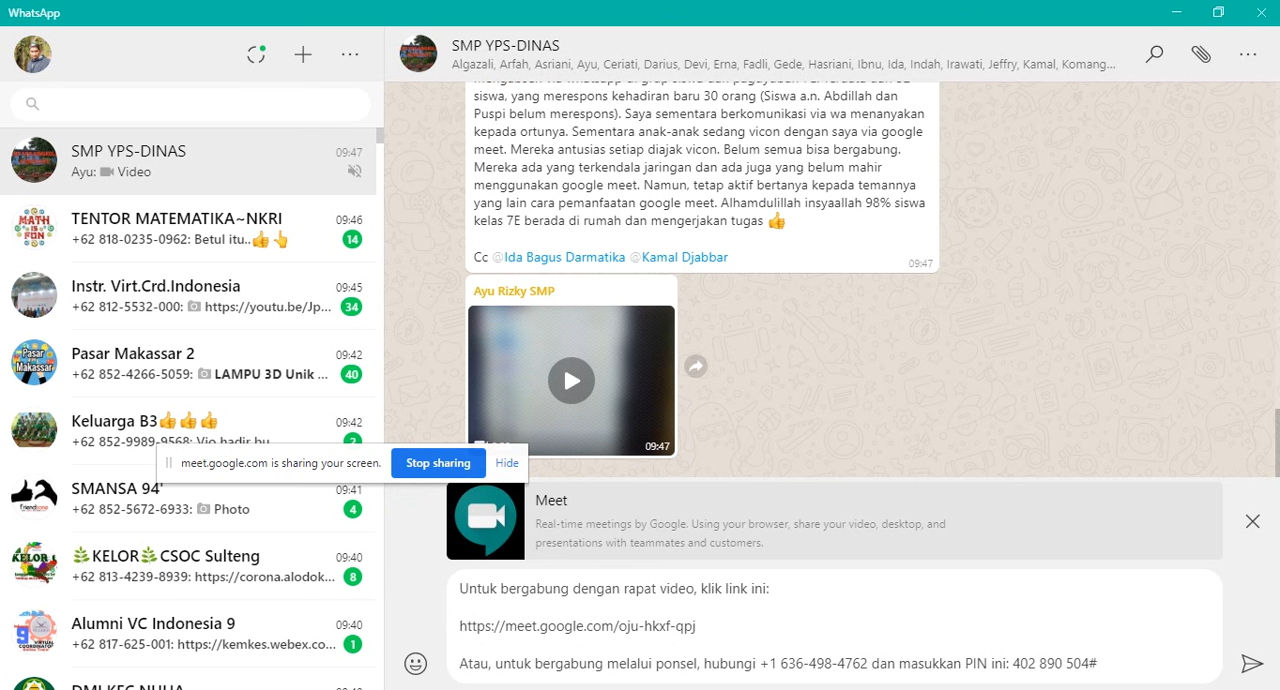 WhatsApp
SMP YPS-DINAS
09:47
Ayu: Video
TENTOR MATEMATIKA~NKRI
09:46
+62 818-0235-0962: Betul itu..👍👆
14
Instr. Virt.Crd.Indonesia
09:45
+62 812-5532-000: https://youtu.be/Jp...
34
Pasar Makassar 2
09:42
+62 852-4266-5059: LAMPU 3D Unik ...
40
Keluarga B3👍👍👍
09:42
+62 852-9989-9568: Vio hadir bu
2
meet.google.com is sharing your screen.
Stop sharing
Hide
SMANSA 94'
09:41
+62 852-5672-6933: Photo
4
🌿KELOR🌿CSOC Sulteng
09:40
+62 813-4239-8939: https://corona.alodok...
8
Alumni VC Indonesia 9
09:40
+62 817-625-001: https://kemkes.webex.co...
1
MATH IS FUN
Pasar Makassar
KELOR
SMP YPS-DINAS
Algazali, Arfah, Asriani, Ayu, Ceriati, Darius, Devi, Erna, Fadli, Gede, Hasriani, Ibnu, Ida, Indah, Irawati, Jeffry, Kamal, Komang...
siswa, yang merespons kehadiran baru 30 orang (Siswa a.n. Abdillah dan
Puspi belum merespons). Saya sementara berkomunikasi via wa menanyakan
kepada ortunya. Sementara anak-anak sedang vicon dengan saya via google
meet. Mereka antusias setiap diajak vicon. Belum semua bisa bergabung.
Mereka ada yang terkendala jaringan dan ada juga yang belum mahir
menggunakan google meet. Namun, tetap aktif bertanya kepada temannya
yang lain cara pemanfaatan google meet. Alhamdulillah insyaallah 98% siswa
kelas 7E berada di rumah dan mengerjakan tugas 👍
Cc @Ida Bagus Darmatika @Kamal Djabbar
09:47
Ayu Rizky SMP
09:47
Meet
Real-time meetings by Google. Using your browser, share your video, desktop, and
presentations with teammates and customers.
Untuk bergabung dengan rapat video, klik link ini:
https://meet.google.com/oju-hkxf-qpj
Atau, untuk bergabung melalui ponsel, hubungi +1 636-498-4762 dan masukkan PIN ini: 402 890 504#